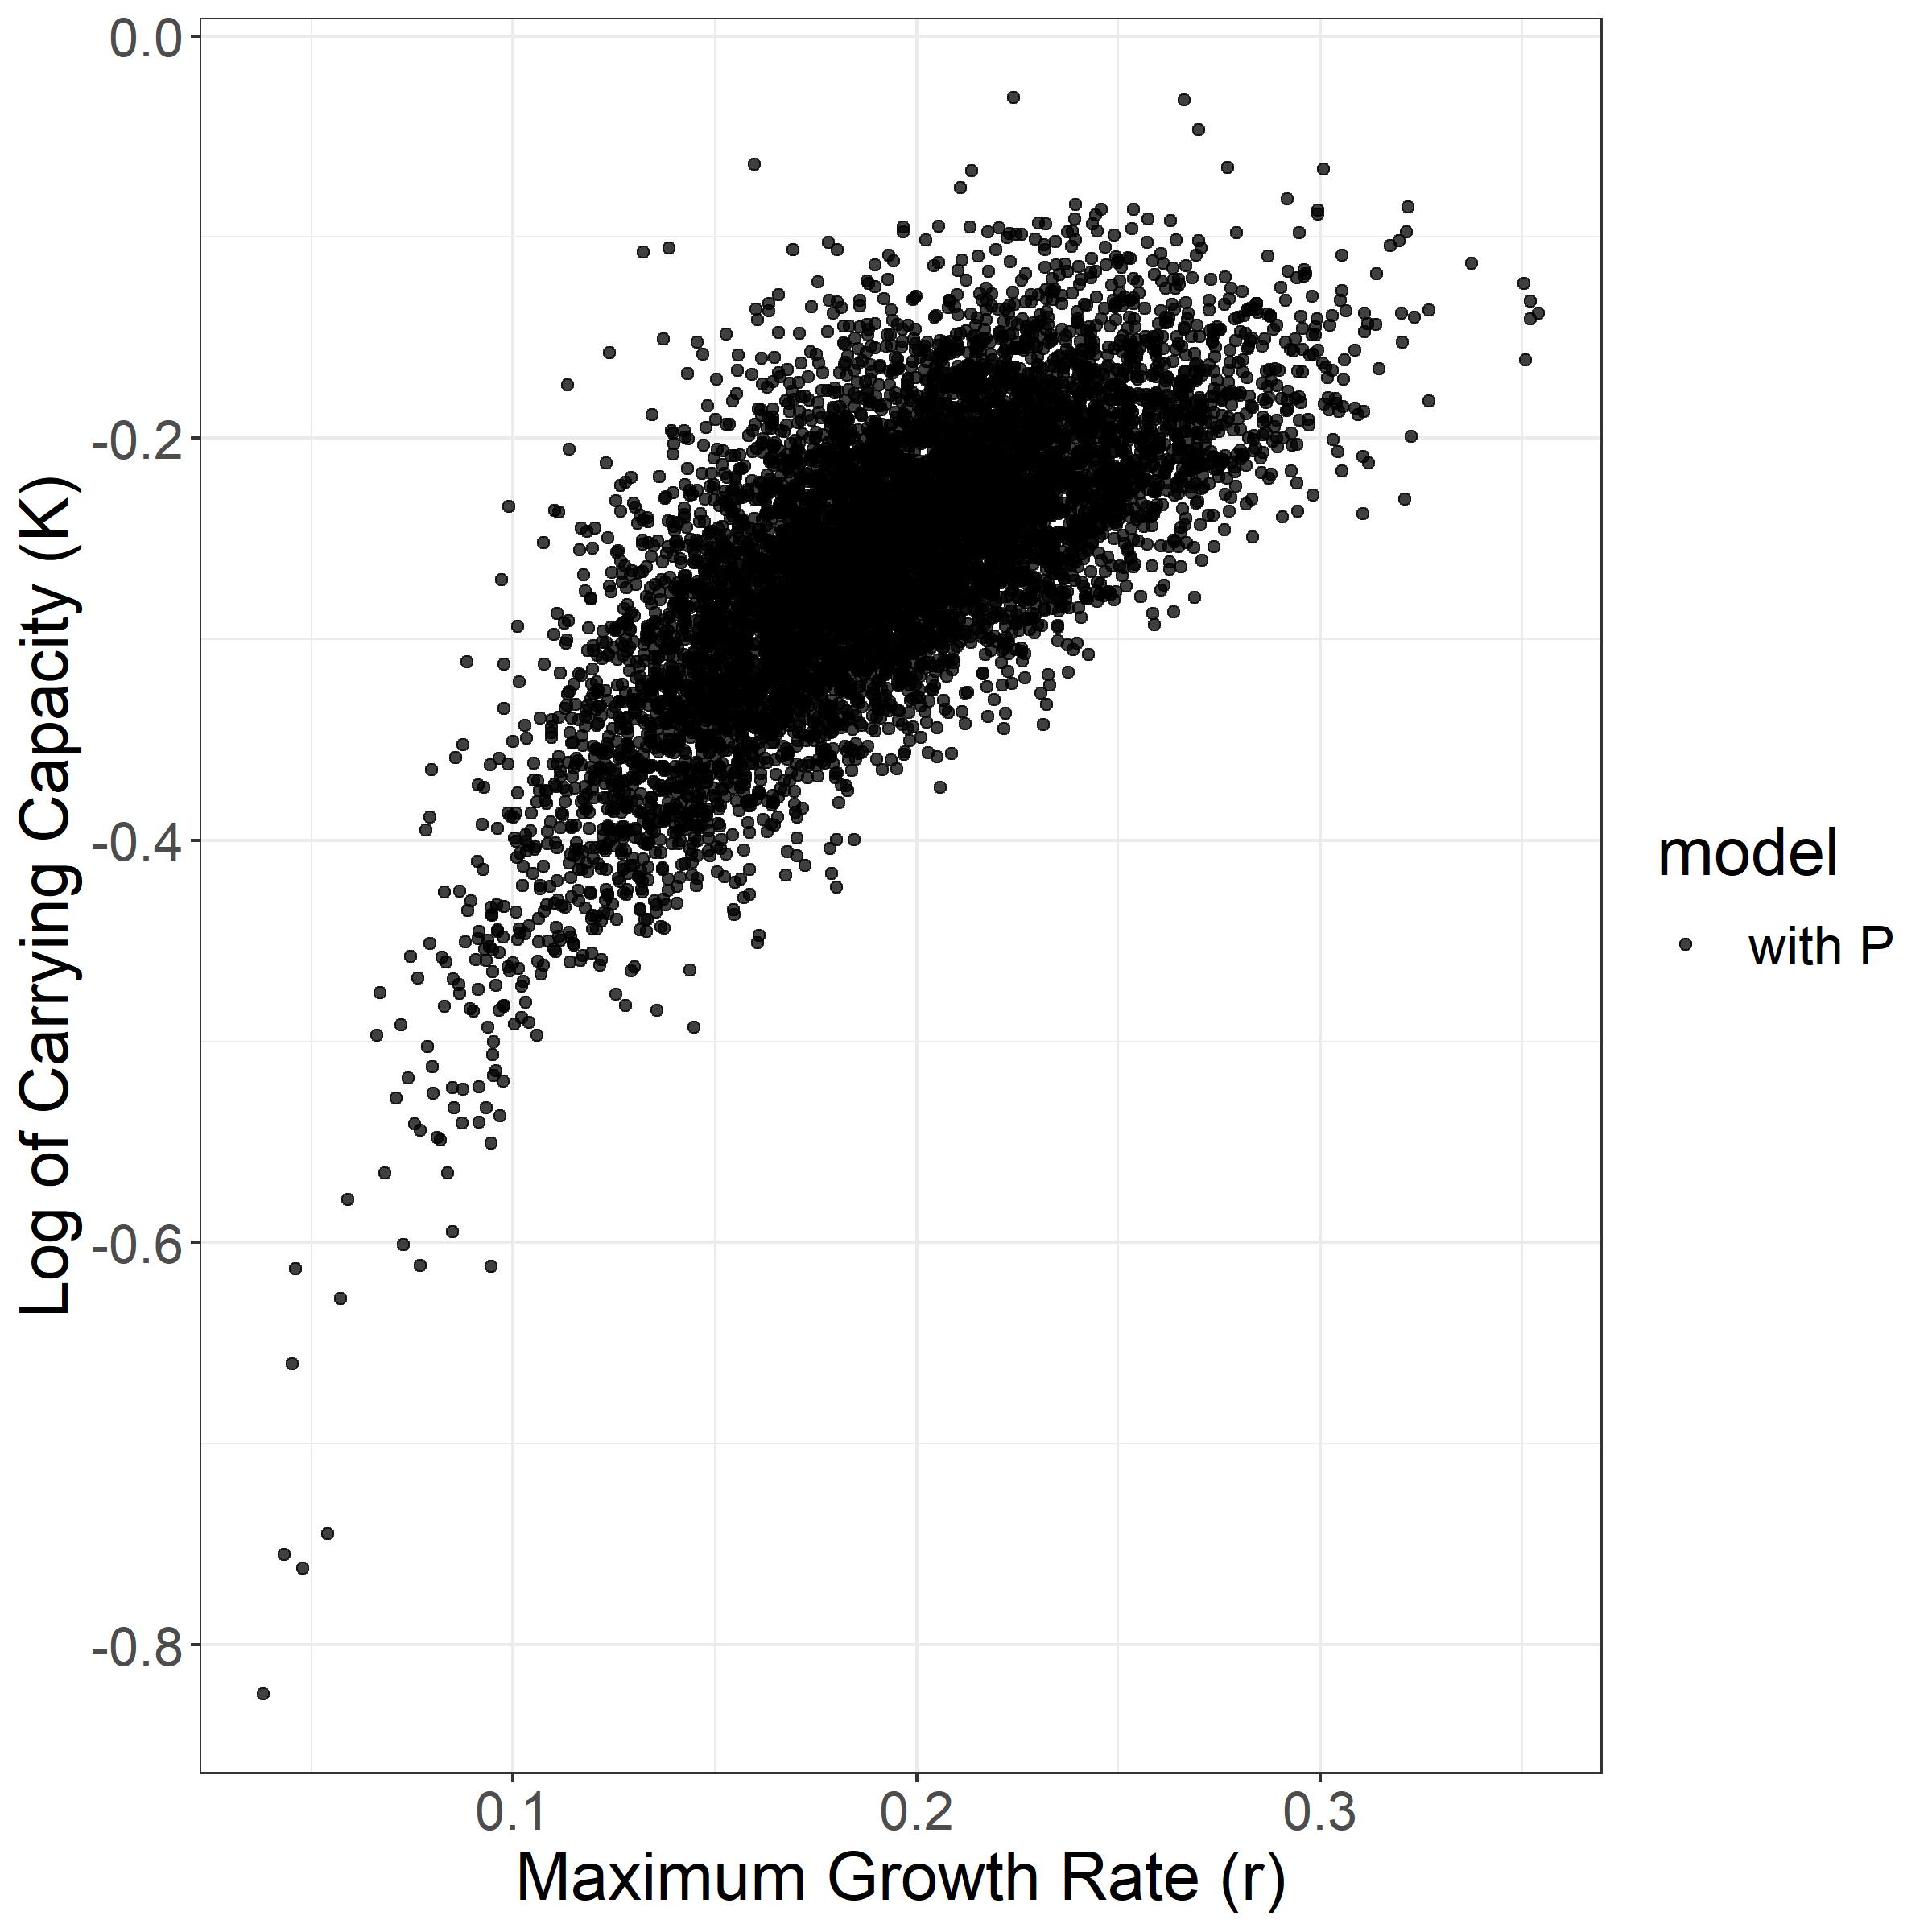 0.0
-0.2
-0.4
-0.6
-0.8
Log of Carrying Capacity (K)
0.1 0.2 0.3
Maximum Growth Rate (r)
model
with P